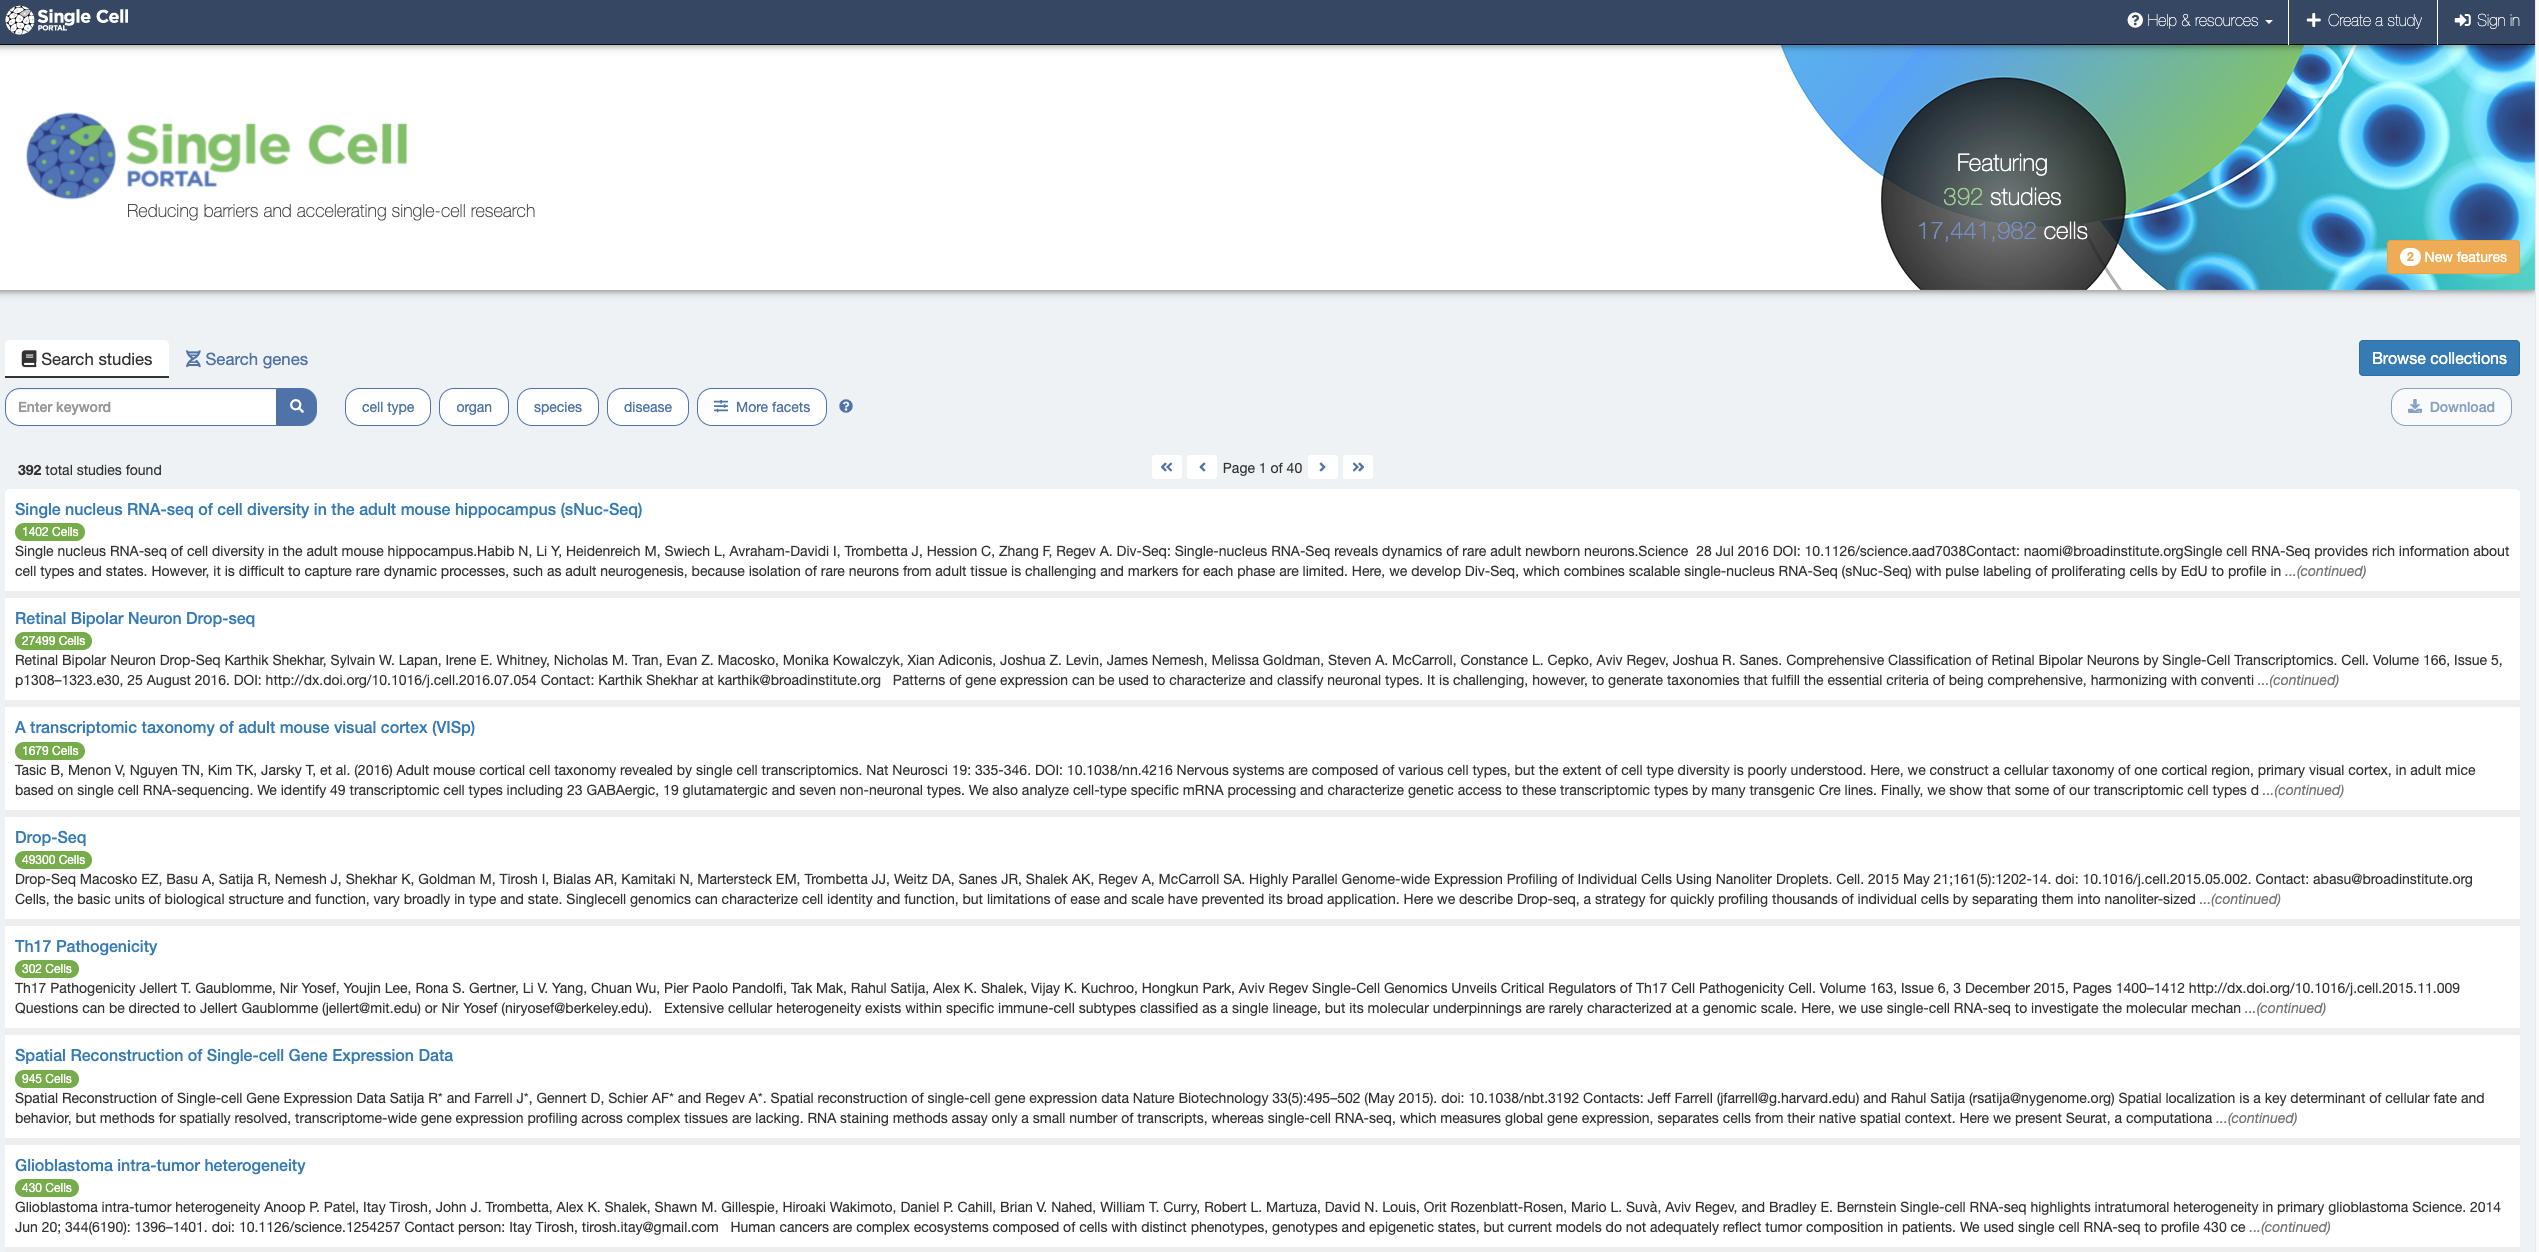 Single Cell
PORTAL
Help & resources
Create a study
Sign in
Single Cell
PORTAL
Reducing barriers and accelerating single-cell research
Featuring
392 studies
17,441,982 cells
2 New features
Search studies
Search genes
Browse collections
Enter keyword
cell type
organ
species
disease
More facets
Download
392 total studies found
Page 1 of 40
Single nucleus RNA-seq of cell diversity in the adult mouse hippocampus (sNuc-Seq)
1402 Cells
Single nucleus RNA-seq of cell diversity in the adult mouse hippocampus.Habib N, Li Y, Heidenreich M, Swiech L, Avraham-Davidi I, Trombetta J, Hession C, Zhang F, Regev A. Div-Seq: Single-nucleus RNA-Seq reveals dynamics of rare adult newborn neurons.Science 28 Jul 2016 DOI: 10.1126/science.aad7038Contact: naomi@broadinstitute.orgSingle cell RNA-Seq provides rich information about
cell types and states. However, it is difficult to capture rare dynamic processes, such as adult neurogenesis, because isolation of rare neurons from adult tissue is challenging and markers for each phase are limited. Here, we develop Div-Seq, which combines scalable single-nucleus RNA-Seq (sNuc-Seq) with pulse labeling of proliferating cells by EdU to profile in ...(continued)
Retinal Bipolar Neuron Drop-seq
27499 Cells
Retinal Bipolar Neuron Drop-Seq Karthik Shekhar, Sylvain W. Lapan, Irene E. Whitney, Nicholas M. Tran, Evan Z. Macosko, Monika Kowalczyk, Xian Adiconis, Joshua Z. Levin, James Nemesh, Melissa Goldman, Steven A. McCarroll, Constance L. Cepko, Aviv Regev, Joshua R. Sanes. Comprehensive Classification of Retinal Bipolar Neurons by Single-Cell Transcriptomics. Cell. Volume 166, Issue 5,
p1308–1323.e30, 25 August 2016. DOI: http://dx.doi.org/10.1016/j.cell.2016.07.054 Contact: Karthik Shekhar at karthik@broadinstitute.org Patterns of gene expression can be used to characterize and classify neuronal types. It is challenging, however, to generate taxonomies that fulfill the essential criteria of being comprehensive, harmonizing with conventi ...(continued)
A transcriptomic taxonomy of adult mouse visual cortex (VISp)
1679 Cells
Tasic B, Menon V, Nguyen TN, Kim TK, Jarsky T, et al. (2016) Adult mouse cortical cell taxonomy revealed by single cell transcriptomics. Nat Neurosci 19: 335-346. DOI: 10.1038/nn.4216 Nervous systems are composed of various cell types, but the extent of cell type diversity is poorly understood. Here, we construct a cellular taxonomy of one cortical region, primary visual cortex, in adult mice
based on single cell RNA-sequencing. We identify 49 transcriptomic cell types including 23 GABAergic, 19 glutamatergic and seven non-neuronal types. We also analyze cell-type specific mRNA processing and characterize genetic access to these transcriptomic types by many transgenic Cre lines. Finally, we show that some of our transcriptomic cell types d ...(continued)
Drop-Seq
49300 Cells
Drop-Seq Macosko EZ, Basu A, Satija R, Nemesh J, Shekhar K, Goldman M, Tirosh I, Bialas AR, Kamitaki N, Martersteck EM, Trombetta JJ, Weitz DA, Sanes JR, Shalek AK, Regev A, McCarroll SA. Highly Parallel Genome-wide Expression Profiling of Individual Cells Using Nanoliter Droplets. Cell. 2015 May 21;161(5):1202-14. doi: 10.1016/j.cell.2015.05.002. Contact: abasu@broadinstitute.org
Cells, the basic units of biological structure and function, vary broadly in type and state. Singlecell genomics can characterize cell identity and function, but limitations of ease and scale have prevented its broad application. Here we describe Drop-seq, a strategy for quickly profiling thousands of individual cells by separating them into nanoliter-sized ...(continued)
Th17 Pathogenicity
302 Cells
Th17 Pathogenicity Jellert T. Gaublomme, Nir Yosef, Youjin Lee, Rona S. Gertner, Li V. Yang, Chuan Wu, Pier Paolo Pandolfi, Tak Mak, Rahul Satija, Alex K. Shalek, Vijay K. Kuchroo, Hongkun Park, Aviv Regev Single-Cell Genomics Unveils Critical Regulators of Th17 Cell Pathogenicity Cell. Volume 163, Issue 6, 3 December 2015, Pages 1400–1412 http://dx.doi.org/10.1016/j.cell.2015.11.009
Questions can be directed to Jellert Gaublomme (jellert@mit.edu) or Nir Yosef (niryosef@berkeley.edu). Extensive cellular heterogeneity exists within specific immune-cell subtypes classified as a single lineage, but its molecular underpinnings are rarely characterized at a genomic scale. Here, we use single-cell RNA-seq to investigate the molecular mechan ...(continued)
Spatial Reconstruction of Single-cell Gene Expression Data
945 Cells
Spatial Reconstruction of Single-cell Gene Expression Data Satija R* and Farrell J*, Gennert D, Schier AF* and Regev A*. Spatial reconstruction of single-cell gene expression data Nature Biotechnology 33(5):495–502 (May 2015). doi: 10.1038/nbt.3192 Contacts: Jeff Farrell (jfarrell@g.harvard.edu) and Rahul Satija (rsatija@nygenome.org) Spatial localization is a key determinant of cellular fate and
behavior, but methods for spatially resolved, transcriptome-wide gene expression profiling across complex tissues are lacking. RNA staining methods assay only a small number of transcripts, whereas single-cell RNA-seq, which measures global gene expression, separates cells from their native spatial context. Here we present Seurat, a computationa ...(continued)
Glioblastoma intra-tumor heterogeneity
430 Cells
Glioblastoma intra-tumor heterogeneity Anoop P. Patel, Itay Tirosh, John J. Trombetta, Alex K. Shalek, Shawn M. Gillespie, Hiroaki Wakimoto, Daniel P. Cahill, Brian V. Nahed, William T. Curry, Robert L. Martuza, David N. Louis, Orit Rozenblatt-Rosen, Mario L. Suvà, Aviv Regev, and Bradley E. Bernstein Single-cell RNA-seq highlights intratumoral heterogeneity in primary glioblastoma Science. 2014
Jun 20; 344(6190): 1396–1401. doi: 10.1126/science.1254257 Contact person: Itay Tirosh, tirosh.itay@gmail.com Human cancers are complex ecosystems composed of cells with distinct phenotypes, genotypes and epigenetic states, but current models do not adequately reflect tumor composition in patients. We used single cell RNA-seq to profile 430 ce ...(continued)